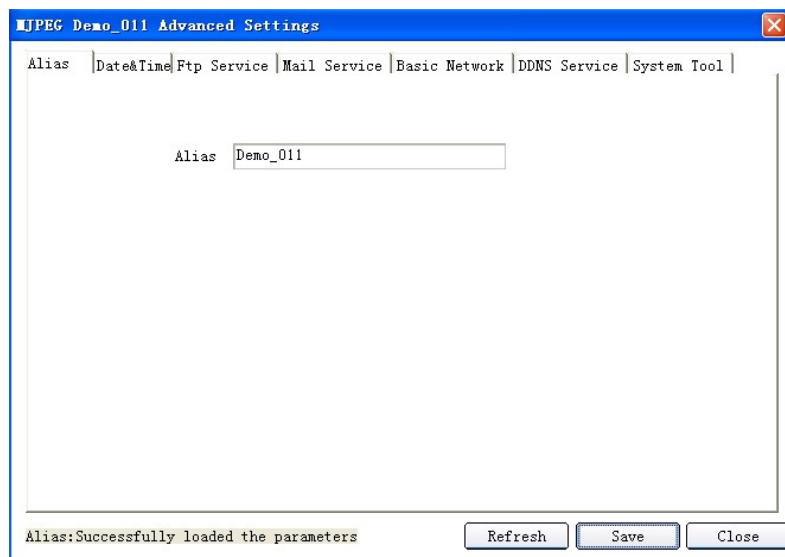 MJPEG Demo_011 Advanced Settings
Alias Date&Time Ftp Service Mail Service Basic Network DDNS Service System Tool
Alias Demo_011
Alias:Successfully loaded the parameters Refresh Save Close